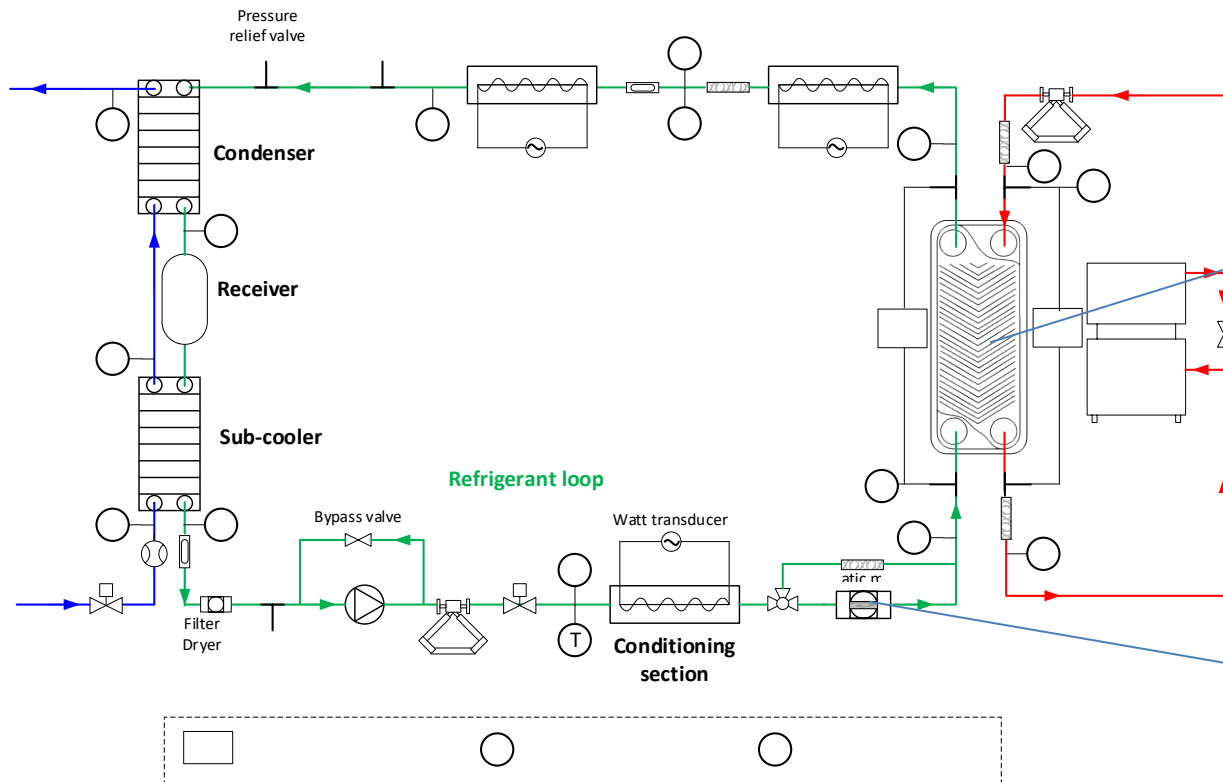 Pressure
relief valve
Condenser
Receiver
Sub-cooler
Refrigerant loop
Bypass valve
Watt transducer
Filter
Dryer
T
Conditioning
section